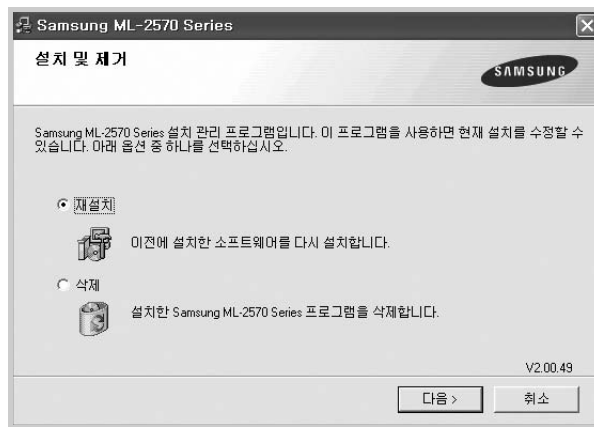 Samsung ML-2570 Series
설치 및 제거
SAMSUNG
Samsung ML-2570 Series 설치 관리 프로그램입니다. 이 프로그램을 사용하면 현재 설치를 수정할 수
있습니다. 아래 옵션 중 하나를 선택하십시오.
재설치
이전에 설치한 소프트웨어를 다시 설치합니다.
삭제
설치한 Samsung ML-2570 Series 프로그램을 삭제합니다.
V2.00.49
다음 >
취소